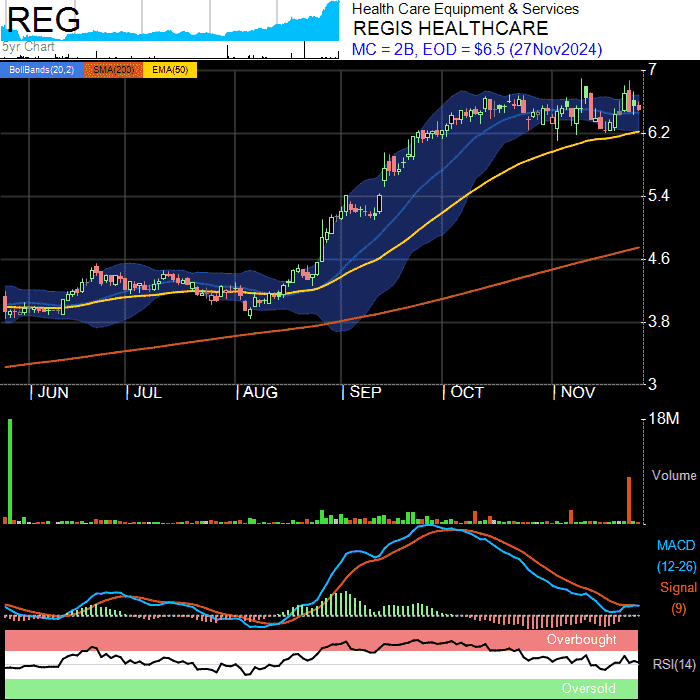 REG
5yr Chart
Health Care Equipment & Services
REGIS HEALTHCARE
MC = 2B, EOD = $6.5 (27Nov2024)
BollBands(20,2)
SMA(200)
EMA(50)
7
6.2
5.4
4.6
3.8
3
JUN
JUL
AUG
SEP
OCT
NOV
18M
Volume
MACD
(12-26)
Signal
(9)
Overbought
RSI(14)
Oversold